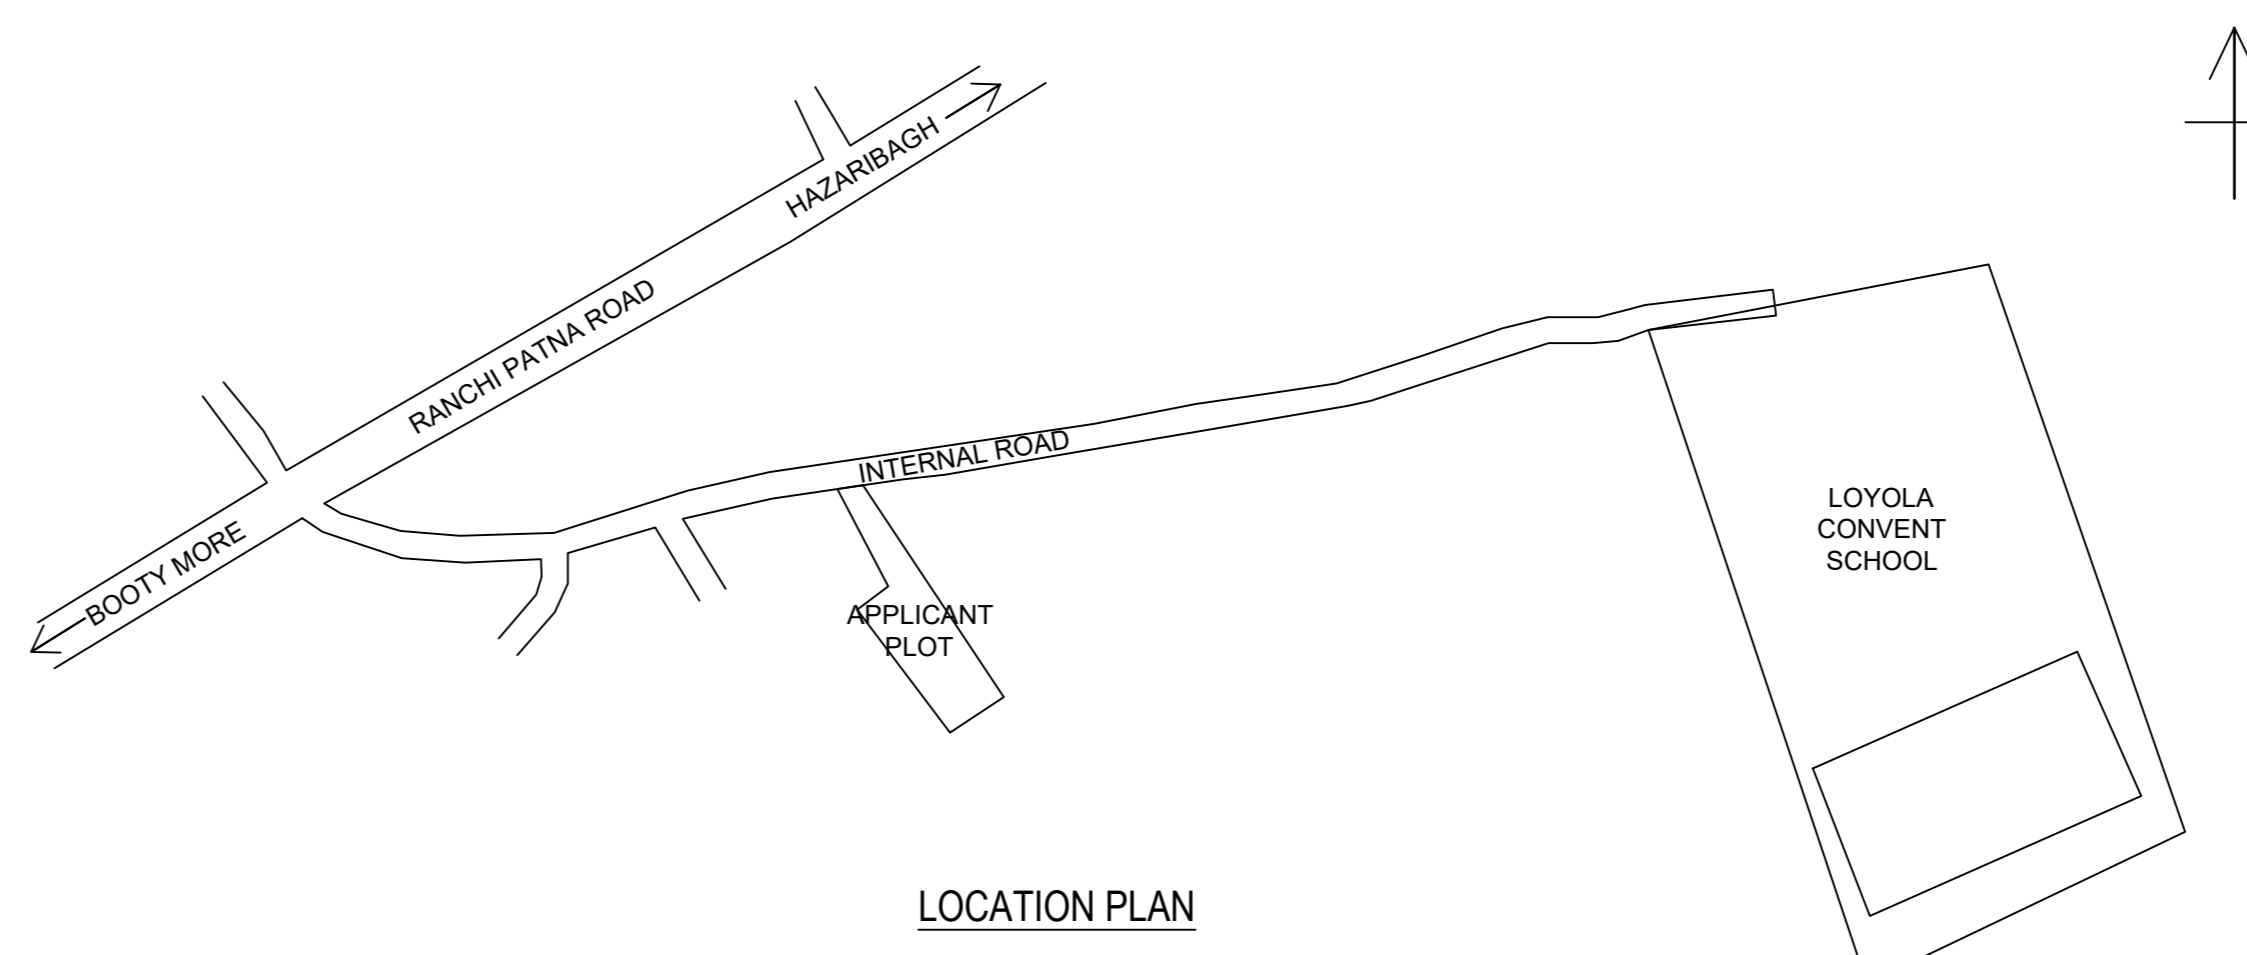 HAZARIBAGH
RANCHI PATNA ROAD
BOOTY MORE
INTERNAL ROAD
LOYOLA
CONVENT
SCHOOL
APPLICANT
PLOT
LOCATION PLAN